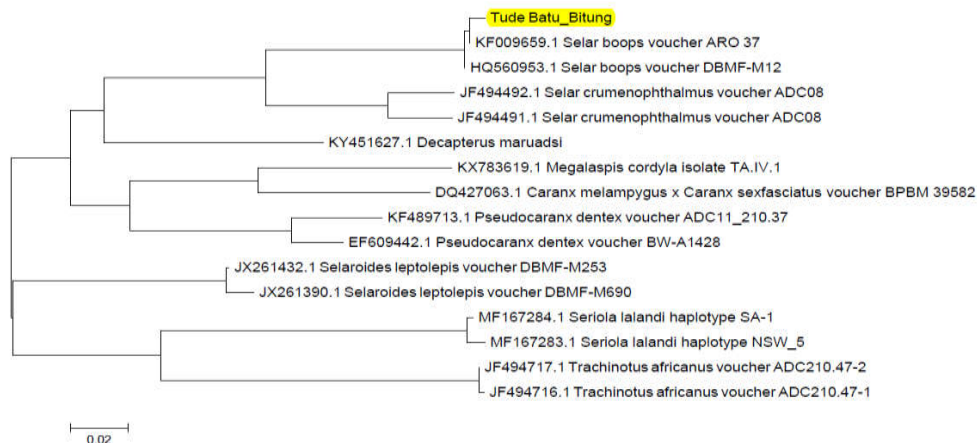 Tude Batu_Bitung
KF009659.1 Selar boops voucher ARO 37
HQ560953.1 Selar boops voucher DBMF-M12
JF494492.1 Selar crumenophthalmus voucher ADC08
JF494491.1 Selar crumenophthalmus voucher ADC08
KY451627.1 Decapterus maruadsi
KX783619.1 Megalaspis cordyla isolate TA.IV.1
DQ427063.1 Caranx melampygus x Caranx sexfasciatus voucher BPBM 39582
KF489713.1 Pseudocaranx dentex voucher ADC11_210.37
EF609442.1 Pseudocaranx dentex voucher BW-A1428
JX261432.1 Selaroides leptolepis voucher DBMF-M253
JX261390.1 Selaroides leptolepis voucher DBMF-M690
MF167284.1 Seriola lalandi haplotype SA-1
MF167283.1 Seriola lalandi haplotype NSW_5
JF494717.1 Trachinotus africanus voucher ADC210.47-2
JF494716.1 Trachinotus africanus voucher ADC210.47-1
0.02